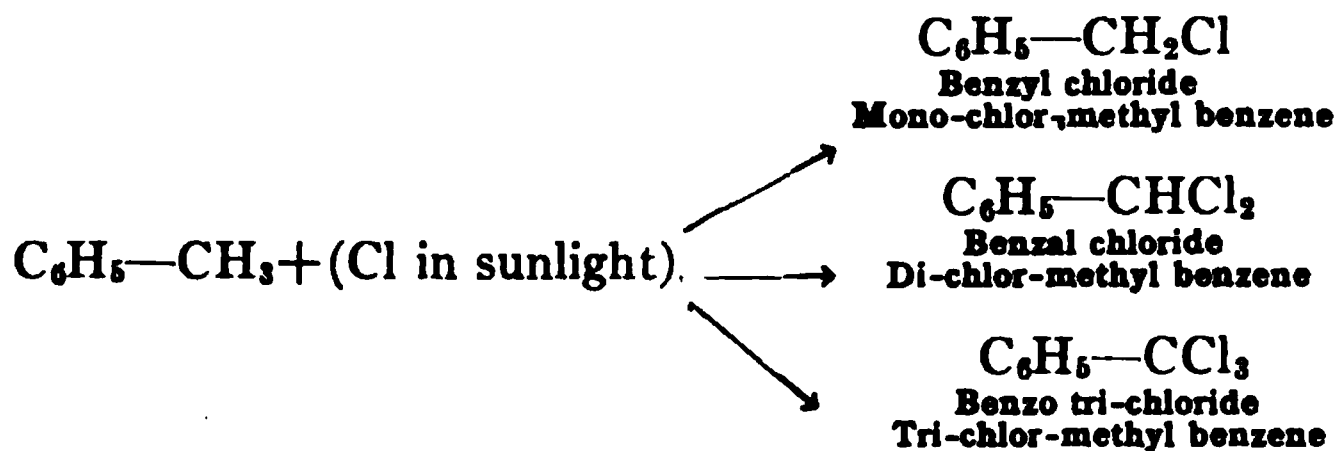 C₆H₅—CH₂Cl
Benzyl chloride
Mono-chlor-methyl benzene
C₆H₅—CHCl₂
Benzal chloride
Di-chlor-methyl benzene
C₆H₅—CH₃+(Cl in sunlight)
C₆H₅—CCl₃
Benzo tri-chloride
Tri-chlor-methyl benzene